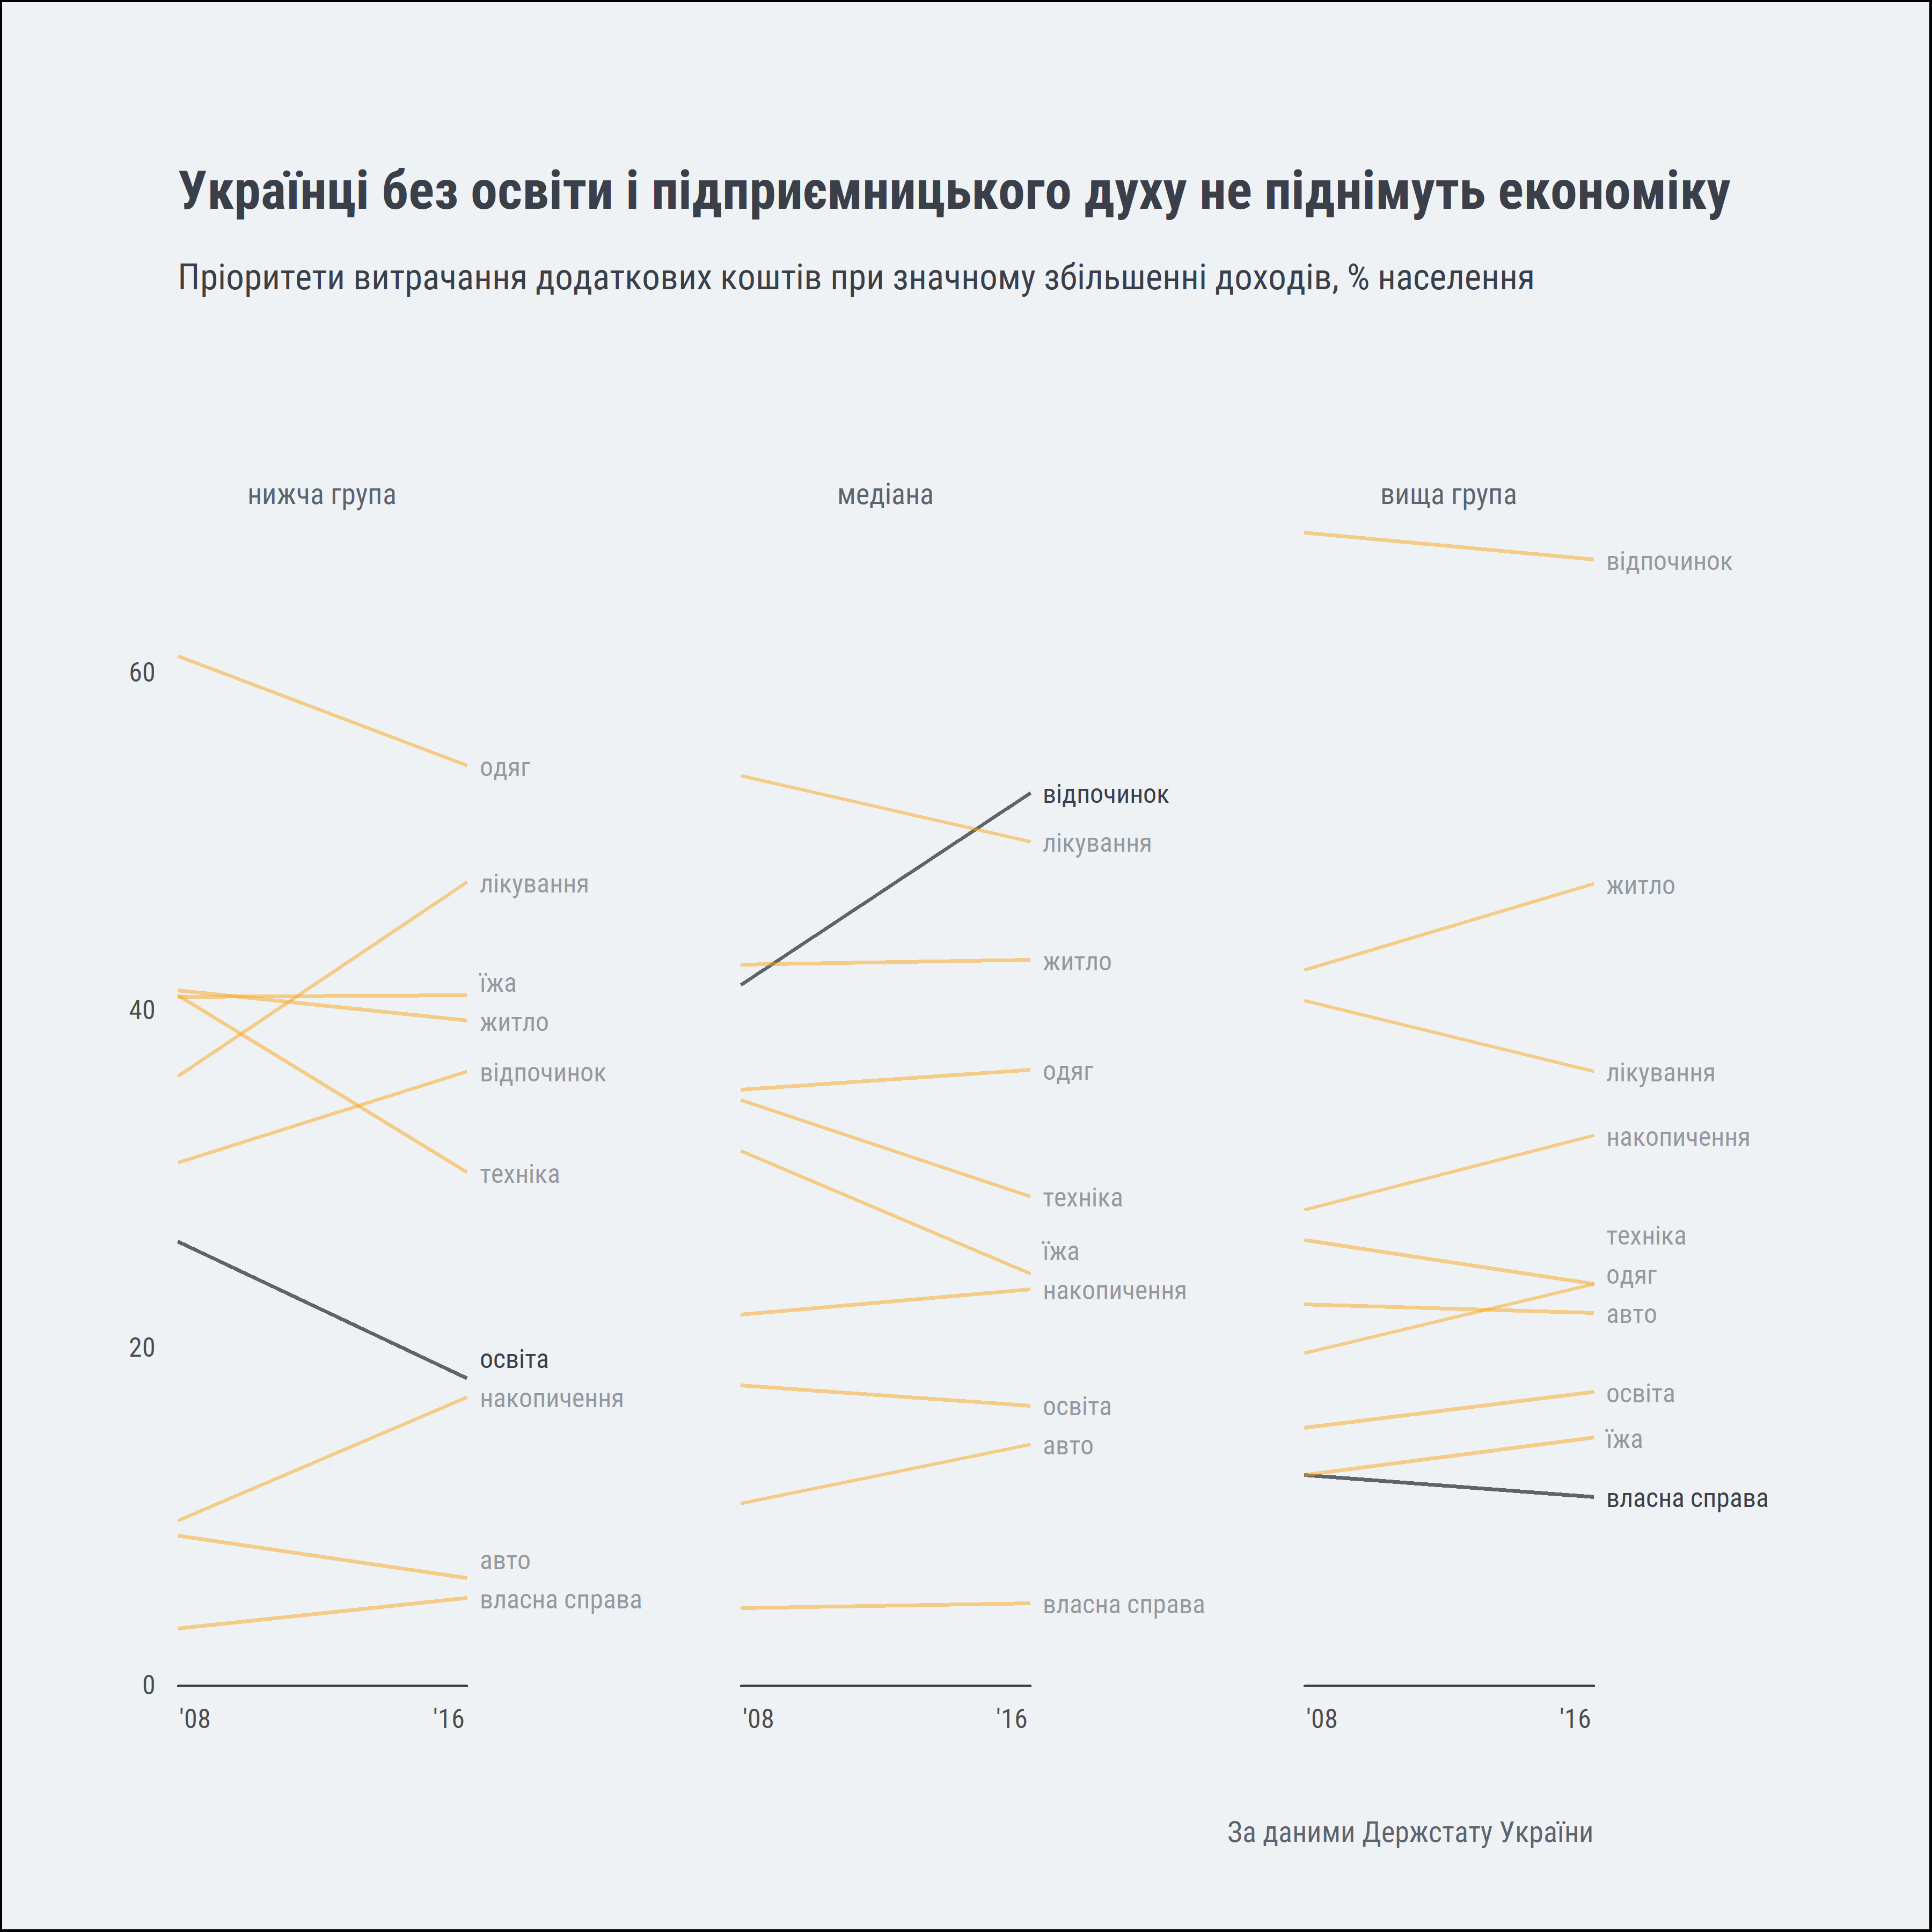 Українці без освіти і підприємницького духу не піднімуть економіку
Пріоритети витрачання додаткових коштів при значному збільшенні доходів, % населення
нижча група
медіана
вища група
60
40
20
0
одяг
лікування
їжа
житло
відпочинок
техніка
освіта
накопичення
авто
власна справа
'08
'16
відпочинок
лікування
житло
одяг
техніка
їжа
накопичення
освіта
авто
власна справа
'08
'16
відпочинок
житло
лікування
накопичення
техніка
одяг
авто
освіта
їжа
власна справа
'08
'16
За даними Держстату України